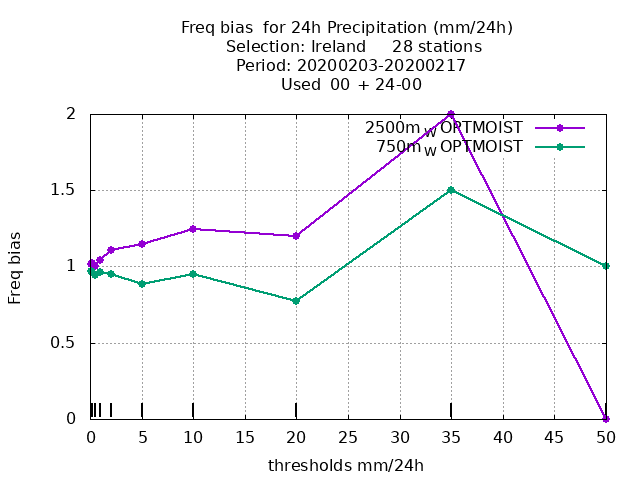 Freq bias  for 24h Precipitation (mm/24h)
Selection: Ireland     28 stations
Period: 20200203-20200217
Used  00 + 24-00
2500m_W OPTMOIST
750m_W OPTMOIST
2
1.5
1
0.5
0
Freq bias
0 5 10 15 20 25 30 35 40 45 50
thresholds mm/24h